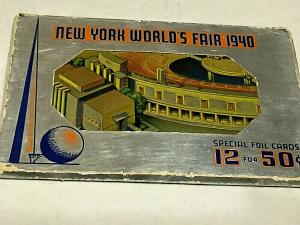 NEW YORK WORLD'S FAIR 1940
SPECIAL FOIL CARDS
12 FOR 50¢